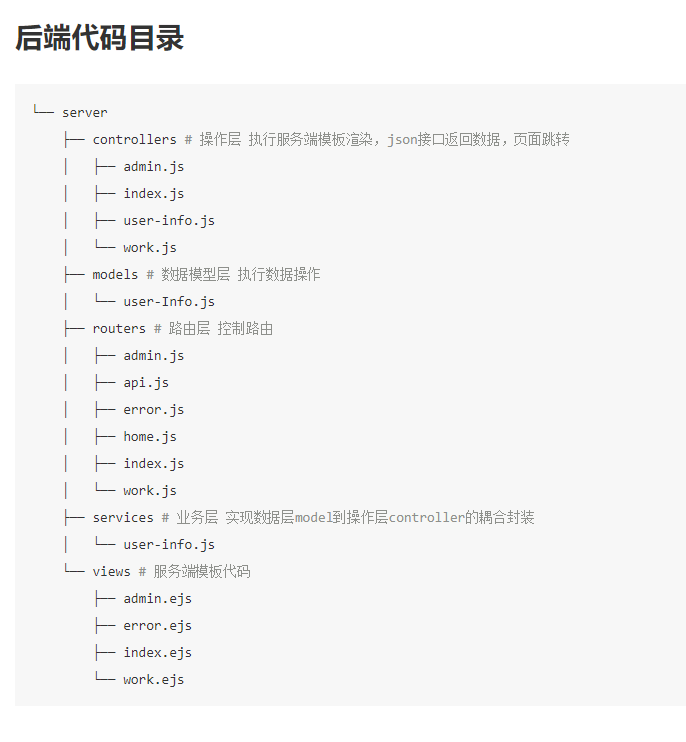 后端代码目录
└── server
    ├── controllers # 操作层 执行服务端模板渲染，json接口返回数据，页面跳转
    │   ├── admin.js
    │   ├── index.js
    │   ├── user-info.js
    │   └── work.js
    ├── models # 数据模型层 执行数据操作
    │   └── user-Info.js
    ├── routers # 路由层 控制路由
    │   ├── admin.js
    │   ├── api.js
    │   ├── error.js
    │   ├── home.js
    │   ├── index.js
    │   └── work.js
    ├── services # 业务层 实现数据层model到操作层controller的耦合封装
    │   └── user-info.js
    └── views # 服务端模板代码
        ├── admin.ejs
        ├── error.ejs
        ├── index.ejs
        └── work.ejs